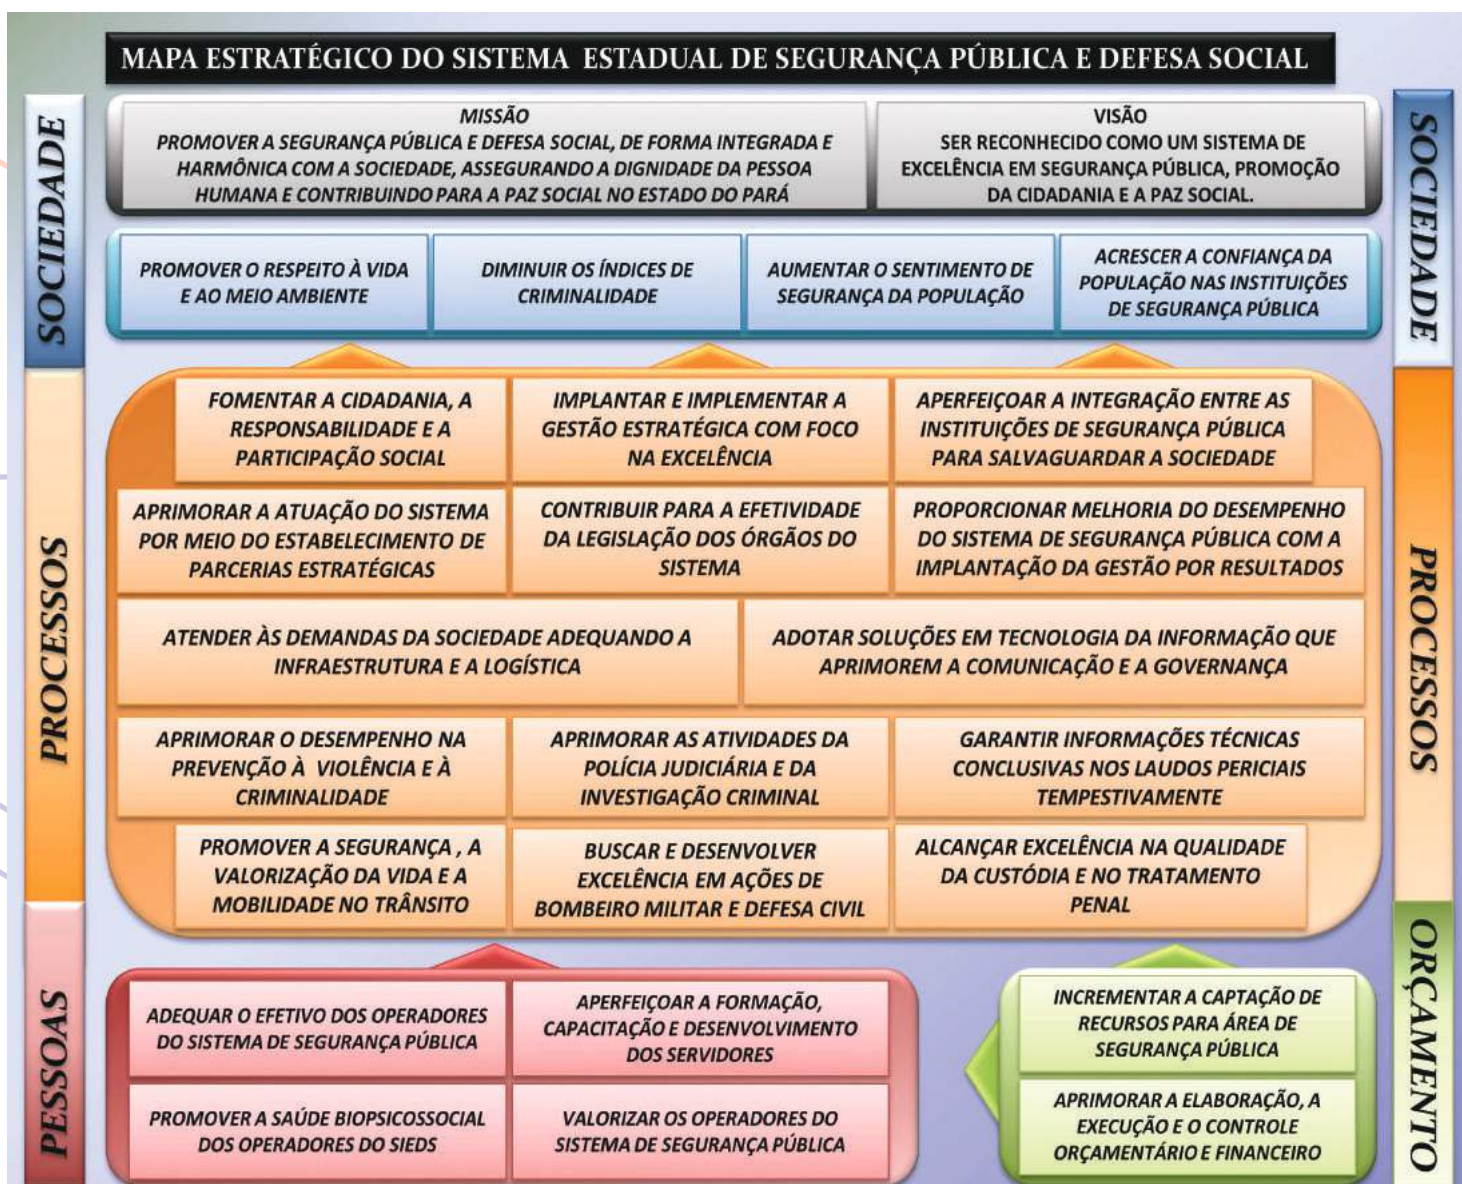 MAPA ESTRATÉGICO DO SISTEMA ESTADUAL DE SEGURANÇA PÚBLICA E DEFESA SOCIAL
SOCIEDADE
MISSÃO
PROMOVER A SEGURANÇA PÚBLICA E DEFESA SOCIAL, DE FORMA INTEGRADA E
HARMÔNICA COM A SOCIEDADE, ASSEGURANDO A DIGNIDADE DA PESSOA
HUMANA E CONTRIBUINDO PARA A PAZ SOCIAL NO ESTADO DO PARÁ
VISÃO
SER RECONHECIDO COMO UM SISTEMA DE
EXCELÊNCIA EM SEGURANÇA PÚBLICA, PROMOÇÃO
DA CIDADANIA E A PAZ SOCIAL.
SOCIEDADE
PROMOVER O RESPEITO À VIDA
E AO MEIO AMBIENTE
DIMINUIR OS ÍNDICES DE
CRIMINALIDADE
AUMENTAR O SENTIMENTO DE
SEGURANÇA DA POPULAÇÃO
ACRESCER A CONFIANÇA DA
POPULAÇÃO NAS INSTITUIÇÕES
DE SEGURANÇA PÚBLICA
PROCESSOS
FOMENTAR A CIDADANIA, A
RESPONSABILIDADE E A
PARTICIPAÇÃO SOCIAL
IMPLANTAR E IMPLEMENTAR A
GESTÃO ESTRATÉGICA COM FOCO
NA EXCELÊNCIA
APERFEIÇOAR A INTEGRAÇÃO ENTRE AS
INSTITUIÇÕES DE SEGURANÇA PÚBLICA
PARA SALVAGUARDAR A SOCIEDADE
PROCESSOS
APRIMORAR A ATUAÇÃO DO SISTEMA
POR MEIO DO ESTABELECIMENTO DE
PARCERIAS ESTRATÉGICAS
CONTRIBUIR PARA A EFETIVIDADE
DA LEGISLAÇÃO DOS ÓRGÃOS DO
SISTEMA
PROPORCIONAR MELHORIA DO DESEMPENHO
DO SISTEMA DE SEGURANÇA PÚBLICA COM A
IMPLANTAÇÃO DA GESTÃO POR RESULTADOS
ATENDER ÀS DEMANDAS DA SOCIEDADE ADEQUANDO A
INFRAESTRUTURA E A LOGÍSTICA
ADOTAR SOLUÇÕES EM TECNOLOGIA DA INFORMAÇÃO QUE
APRIMOREM A COMUNICAÇÃO E A GOVERNANÇA
APRIMORAR O DESEMPENHO NA
PREVENÇÃO À VIOLÊNCIA E À
CRIMINALIDADE
APRIMORAR AS ATIVIDADES DA
POLÍCIA JUDICIÁRIA E DA
INVESTIGAÇÃO CRIMINAL
GARANTIR INFORMAÇÕES TÉCNICAS
CONCLUSIVAS NOS LAUDOS PERICIAIS
TEMPESTIVAMENTE
PROMOVER A SEGURANÇA , A
VALORIZAÇÃO DA VIDA E A
MOBILIDADE NO TRÂNSITO
BUSCAR E DESENVOLVER
EXCELÊNCIA EM AÇÕES DE
BOMBEIRO MILITAR E DEFESA CIVIL
ALCANÇAR EXCELÊNCIA NA QUALIDADE
DA CUSTÓDIA E NO TRATAMENTO
PENAL
PESSOAS
ADEQUAR O EFETIVO DOS OPERADORES
DO SISTEMA DE SEGURANÇA PÚBLICA
APERFEIÇOAR A FORMAÇÃO,
CAPACITAÇÃO E DESENVOLVIMENTO
DOS SERVIDORES
PROMOVER A SAÚDE BIOPSICOSSOCIAL
DOS OPERADORES DO SIEDS
VALORIZAR OS OPERADORES DO
SISTEMA DE SEGURANÇA PÚBLICA
INCREMENTAR A CAPTAÇÃO DE
RECURSOS PARA ÁREA DE
SEGURANÇA PÚBLICA
APRIMORAR A ELABORAÇÃO, A
EXECUÇÃO E O CONTROLE
ORÇAMENTÁRIO E FINANCEIRO
ORÇAMENTO